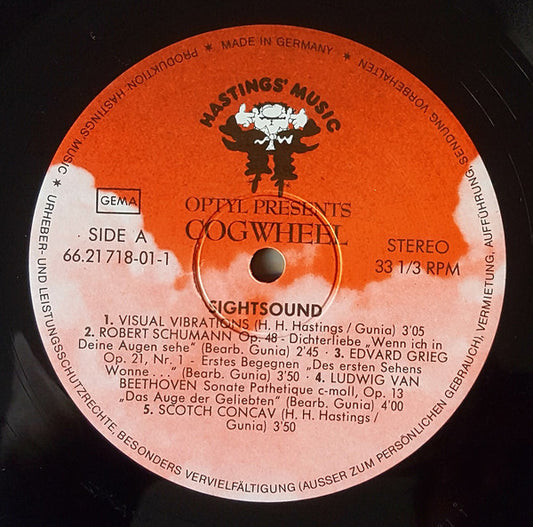 PRODUKTION: HASTINGS' MUSIC ★ MADE IN GERMANY ★ URHEBER- UND LEISTUNGSSCHUTZRECHTE BESONDERS VERVIELFÄLTIGUNG (AUSSER ZUM PERSÖNLICHEN GEBRAUCH), VERMIETUNG, AUFFÜHRUNG, SENDUNG VORBEHALTEN ★
HASTINGS' MUSIC
GEMA
OPTYL PRESENTS
COGWHEEL
SIDE A
66.21 718-01-1
STEREO
33 1/3 RPM
SIGHTSOUND
1. VISUAL VIBRATIONS (H. H. Hastings / Gunia) 3'05
2. ROBERT SCHUMANN Op. 48 - Dichterliebe „Wenn ich in
Deine Augen sehe" (Bearb. Gunia) 2'45 · 3. EDVARD GRIEG
Op. 21, Nr. 1 - Erstes Begegnen „Des ersten Sehens
Wonne . . ." (Bearb. Gunia) 3'50 · 4. LUDWIG VAN
BEETHOVEN Sonate Pathetique c-moll, Op. 13
„Das Auge der Geliebten" (Bearb. Gunia) 4'00
5. SCOTCH CONCAV (H. H. Hastings /
Gunia) 3'50